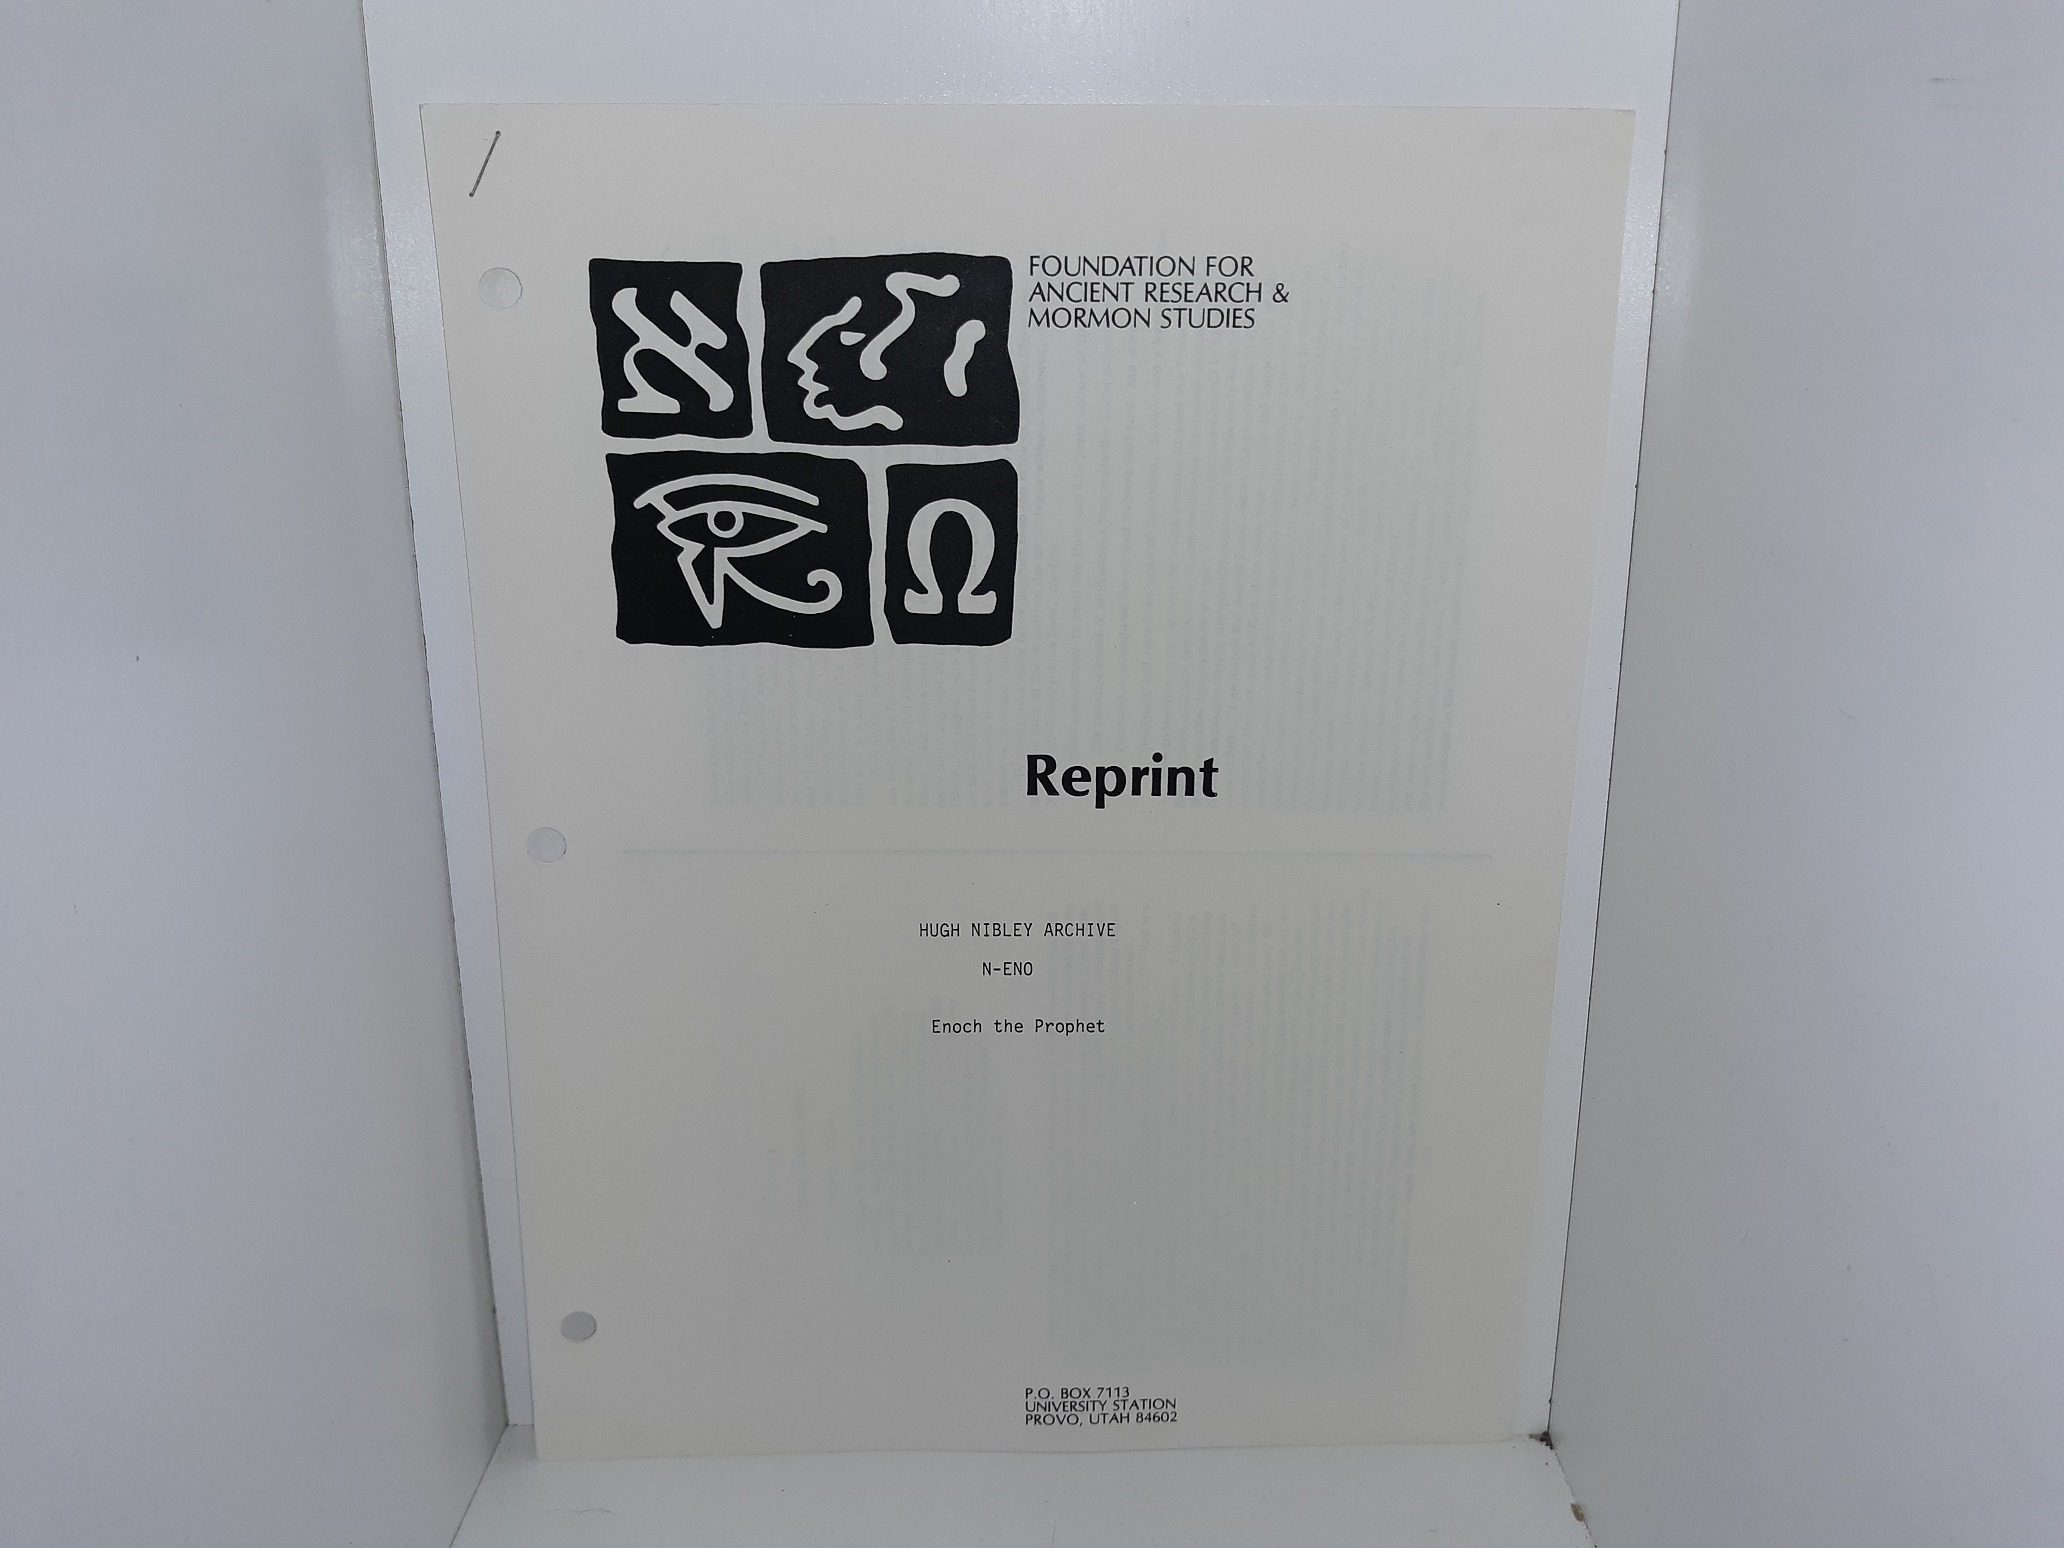 א
FOUNDATION FOR
ANCIENT RESEARCH &
MORMON STUDIES
Ω
Reprint
HUGH NIBLEY ARCHIVE
N-ENO
Enoch the Prophet
P.O. BOX 7113
UNIVERSITY STATION
PROVO, UTAH 84602